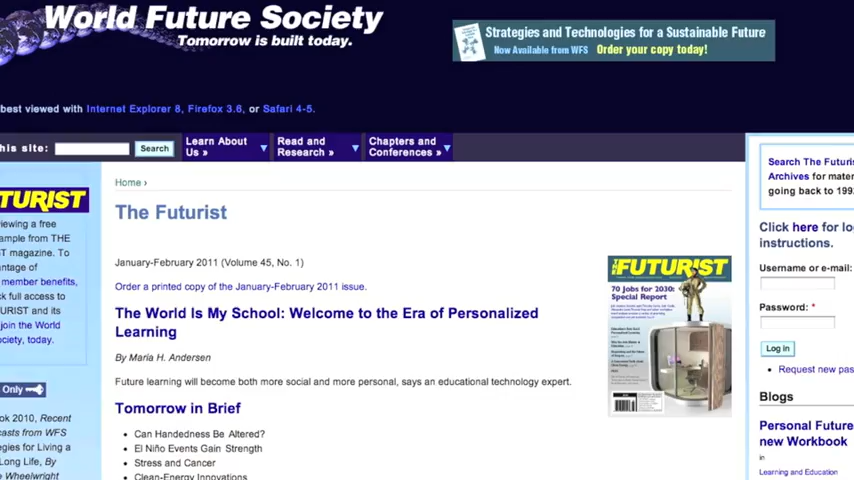 World Future Society
Tomorrow is built today.
Strategies and Technologies for a Sustainable Future
Now Available from WFS Order your copy today!
best viewed with Internet Explorer 8, Firefox 3.6, or Safari 4-5.
his site:
Search
Learn About Us »
Read and Research »
Chapters and Conferences »
TURIST
iewing a free
ample from THE
ST magazine. To
ntage of
member benefits,
ck full access to
URIST and its
join the World
ociety, today.
Only
ok 2010, Recent
casts from WFS
egies for Living a
Long Life, By
e Wheelwright
Home ›
The Futurist
January-February 2011 (Volume 45, No. 1)
Order a printed copy of the January-February 2011 issue.
The World Is My School: Welcome to the Era of Personalized
Learning
By Maria H. Andersen
Future learning will become both more social and more personal, says an educational technology expert.
Tomorrow in Brief
• Can Handedness Be Altered?
• El Niño Events Gain Strength
• Stress and Cancer
• Clean-Energy Innovations
THE FUTURIST
70 Jobs for 2030:
Special Report
Search The Futuris
Archives for mater
going back to 199
Click here for lo
instructions.
Username or e-mail:
Password: *
Log in
• Request new pas
Blogs
Personal Future
new Workbook
in
Learning and Education